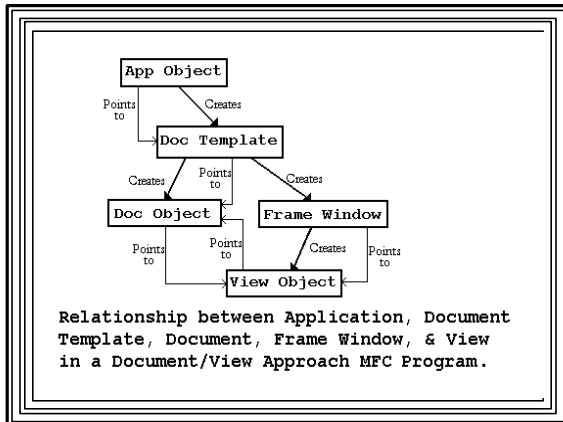 App Object
Points
to
Creates
Doc Template
Creates
Points
to
Creates
Doc Object
Frame Window
Points
to
Points
to
Creates
Points
to
View Object
Relationship between Application, Document
Template, Document, Frame Window, & View
in a Document/View Approach MFC Program.